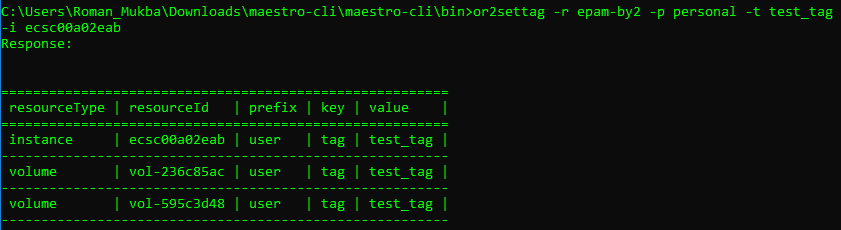 C:\Users\Roman_Mukba\Downloads\maestro-cli\maestro-cli\bin>or2settag -r epam-by2 -p personal -t test_tag
-i ecsc00a02eab
Response:
========================================================
resourceType | resourceId | prefix | key | value |
========================================================
instance | ecsc00a02eab | user | tag | test_tag |
--------------------------------------------------------
volume | vol-236c85ac | user | tag | test_tag |
--------------------------------------------------------
volume | vol-595c3d48 | user | tag | test_tag |
--------------------------------------------------------